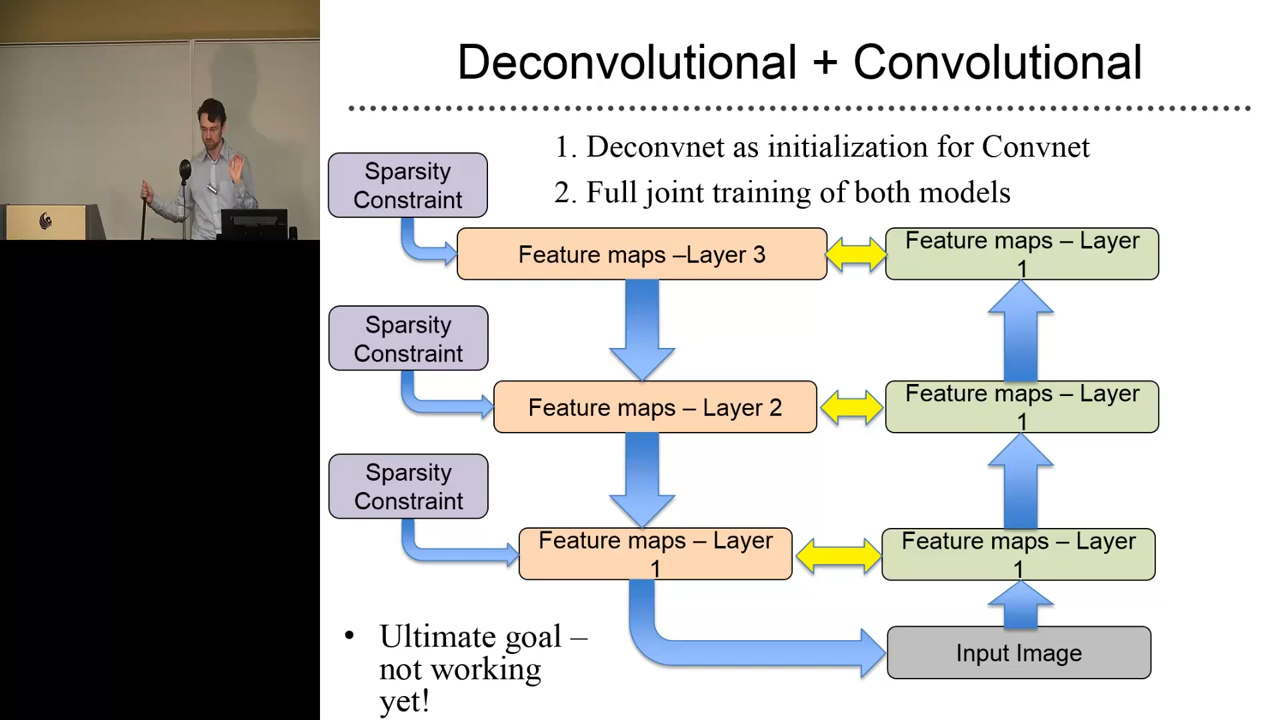 Deconvolutional + Convolutional
1. Deconvnet as initialization for Convnet
2. Full joint training of both models
Sparsity
Constraint
Feature maps –Layer 3
Feature maps – Layer
1
Sparsity
Constraint
Feature maps – Layer 2
Feature maps – Layer
1
Sparsity
Constraint
Feature maps – Layer
1
Feature maps – Layer
1
• Ultimate goal –
not working
yet!
Input Image